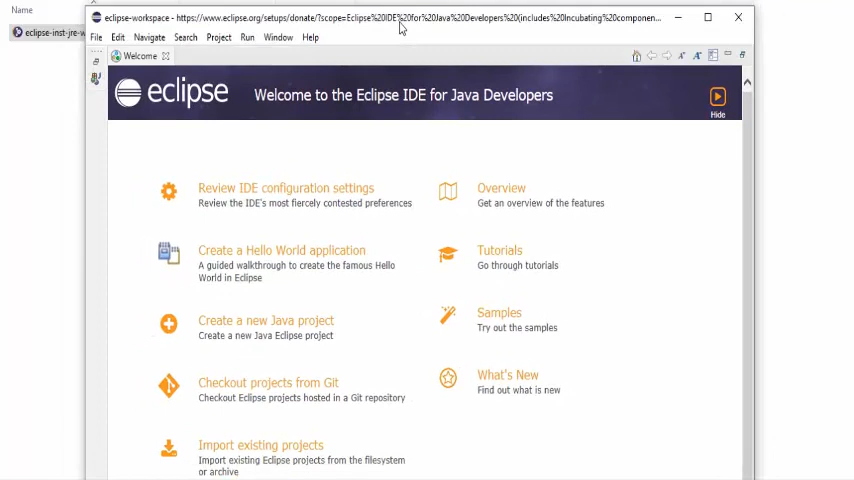 Name
eclipse-inst-jre-w
eclipse-workspace - https://www.eclipse.org/setups/donate/?scope=Eclipse%20IDE%20for%20Java%20Developers%20(includes%20Incubating%20componen...
File Edit Navigate Search Project Run Window Help
Welcome
eclipse Welcome to the Eclipse IDE for Java Developers
Hide
Review IDE configuration settings
Review the IDE's most fiercely contested preferences
Overview
Get an overview of the features
Create a Hello World application
A guided walkthrough to create the famous Hello
World in Eclipse
Tutorials
Go through tutorials
Create a new Java project
Create a new Java Eclipse project
Samples
Try out the samples
Checkout projects from Git
Checkout Eclipse projects hosted in a Git repository
What's New
Find out what is new
Import existing projects
Import existing Eclipse projects from the filesystem
or archive